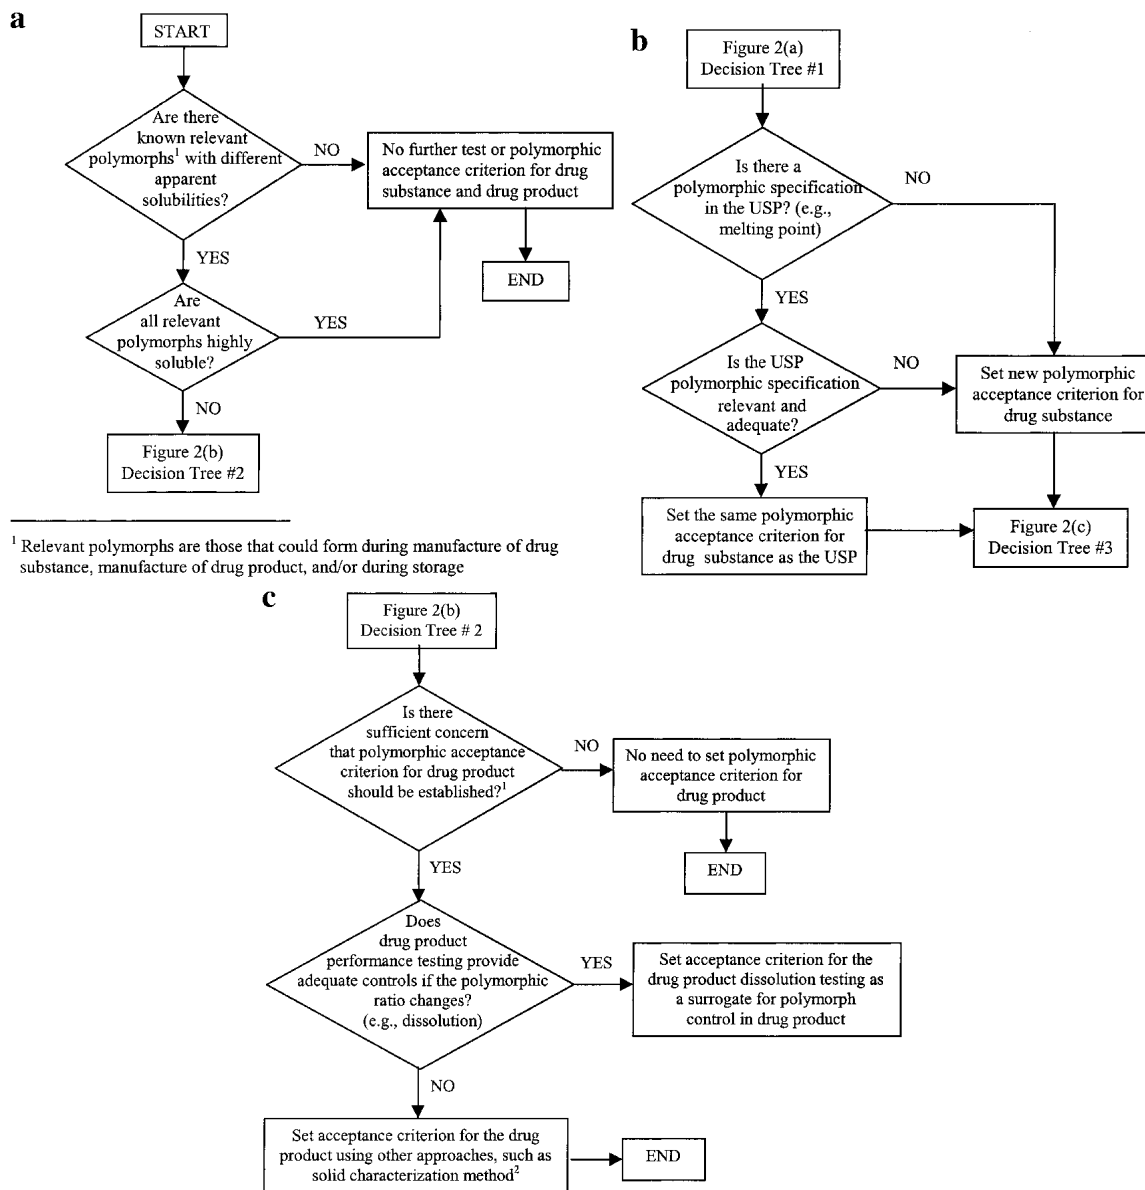 a
START
Are there
known relevant
polymorphs¹ with different
apparent
solubilities?
NO
No further test or polymorphic
acceptance criterion for drug
substance and drug product
END
YES
Are
all relevant
polymorphs highly
soluble?
YES
NO
Figure 2(b)
Decision Tree #2
¹ Relevant polymorphs are those that could form during manufacture of drug
substance, manufacture of drug product, and/or during storage
b
Figure 2(a)
Decision Tree #1
Is there a
polymorphic specification
in the USP? (e.g.,
melting point)
NO
YES
Is the USP
polymorphic specification
relevant and
adequate?
NO
Set new polymorphic
acceptance criterion for
drug substance
YES
Set the same polymorphic
acceptance criterion for
drug substance as the USP
Figure 2(c)
Decision Tree #3
c
Figure 2(b)
Decision Tree # 2
Is there
sufficient concern
that polymorphic acceptance
criterion for drug product
should be established?¹
NO
No need to set polymorphic
acceptance criterion for
drug product
END
YES
Does
drug product
performance testing provide
adequate controls if the polymorphic
ratio changes?
(e.g., dissolution)
YES
Set acceptance criterion for the
drug product dissolution testing as
a surrogate for polymorph
control in drug product
NO
Set acceptance criterion for the drug
product using other approaches, such as
solid characterization method²
END